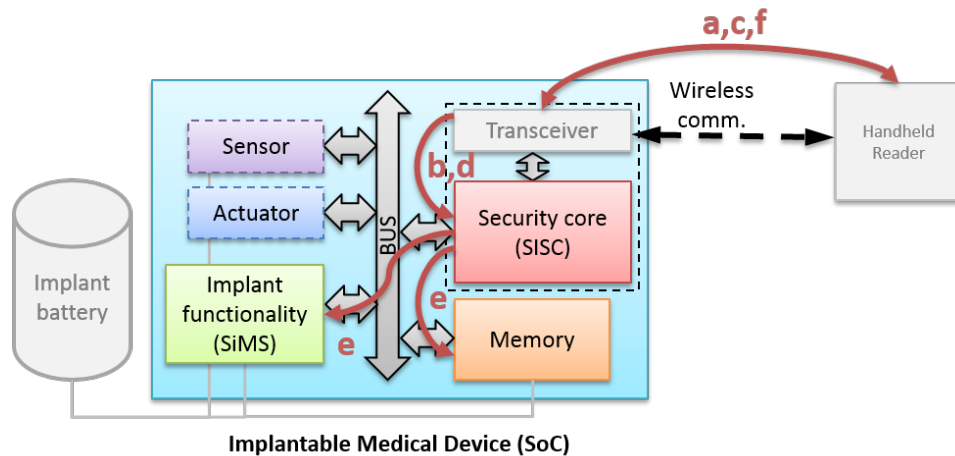 a,c,f
Wireless
comm.
Handheld
Reader
Transceiver
Sensor
b,d
Actuator
BUS
Security core
(SISC)
Implant
battery
Implant
functionality
(SiMS)
e
e
Memory
Implantable Medical Device (SoC)